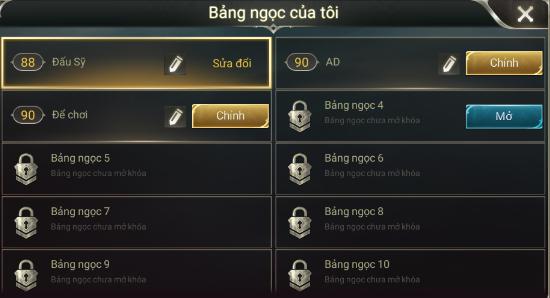 Bảng ngọc của tôi
88 Đấu Sỹ Sửa đổi
90 AD Chính
90 Để chơi Chính
Bảng ngọc 4
Bảng ngọc chưa mở khóa
Mở
Bảng ngọc 5
Bảng ngọc chưa mở khóa
Bảng ngọc 6
Bảng ngọc chưa mở khóa
Bảng ngọc 7
Bảng ngọc chưa mở khóa
Bảng ngọc 8
Bảng ngọc chưa mở khóa
Bảng ngọc 9
Bảng ngọc chưa mở khóa
Bảng ngọc 10
Bảng ngọc chưa mở khóa